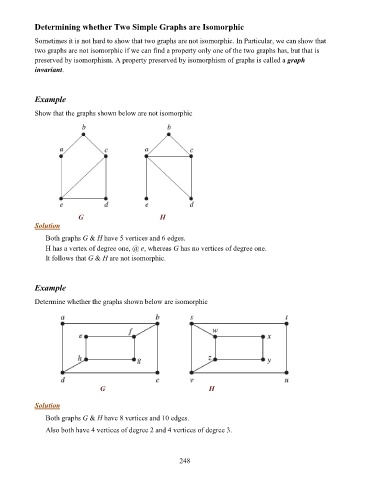 Determining whether Two Simple Graphs are Isomorphic
Sometimes it is not hard to show that two graphs are not isomorphic. In Particular, we can show that
two graphs are not isomorphic if we can find a property only one of the two graphs has, but that is
preserved by isomorphism. A property preserved by isomorphism of graphs is called a graph
invariant.
Example
Show that the graphs shown below are not isomorphic
b b
a c a c
e d e d
G H
Solution
Both graphs G & H have 5 vertices and 6 edges.
H has a vertex of degree one, @ e, whereas G has no vertices of degree one.
It follows that G & H are not isomorphic.
Example
Determine whether the graphs shown below are isomorphic
a b s t
e f w x
h g z y
d c v u
G H
Solution
Both graphs G & H have 8 vertices and 10 edges.
Also both have 4 vertices of degree 2 and 4 vertices of degree 3.
248